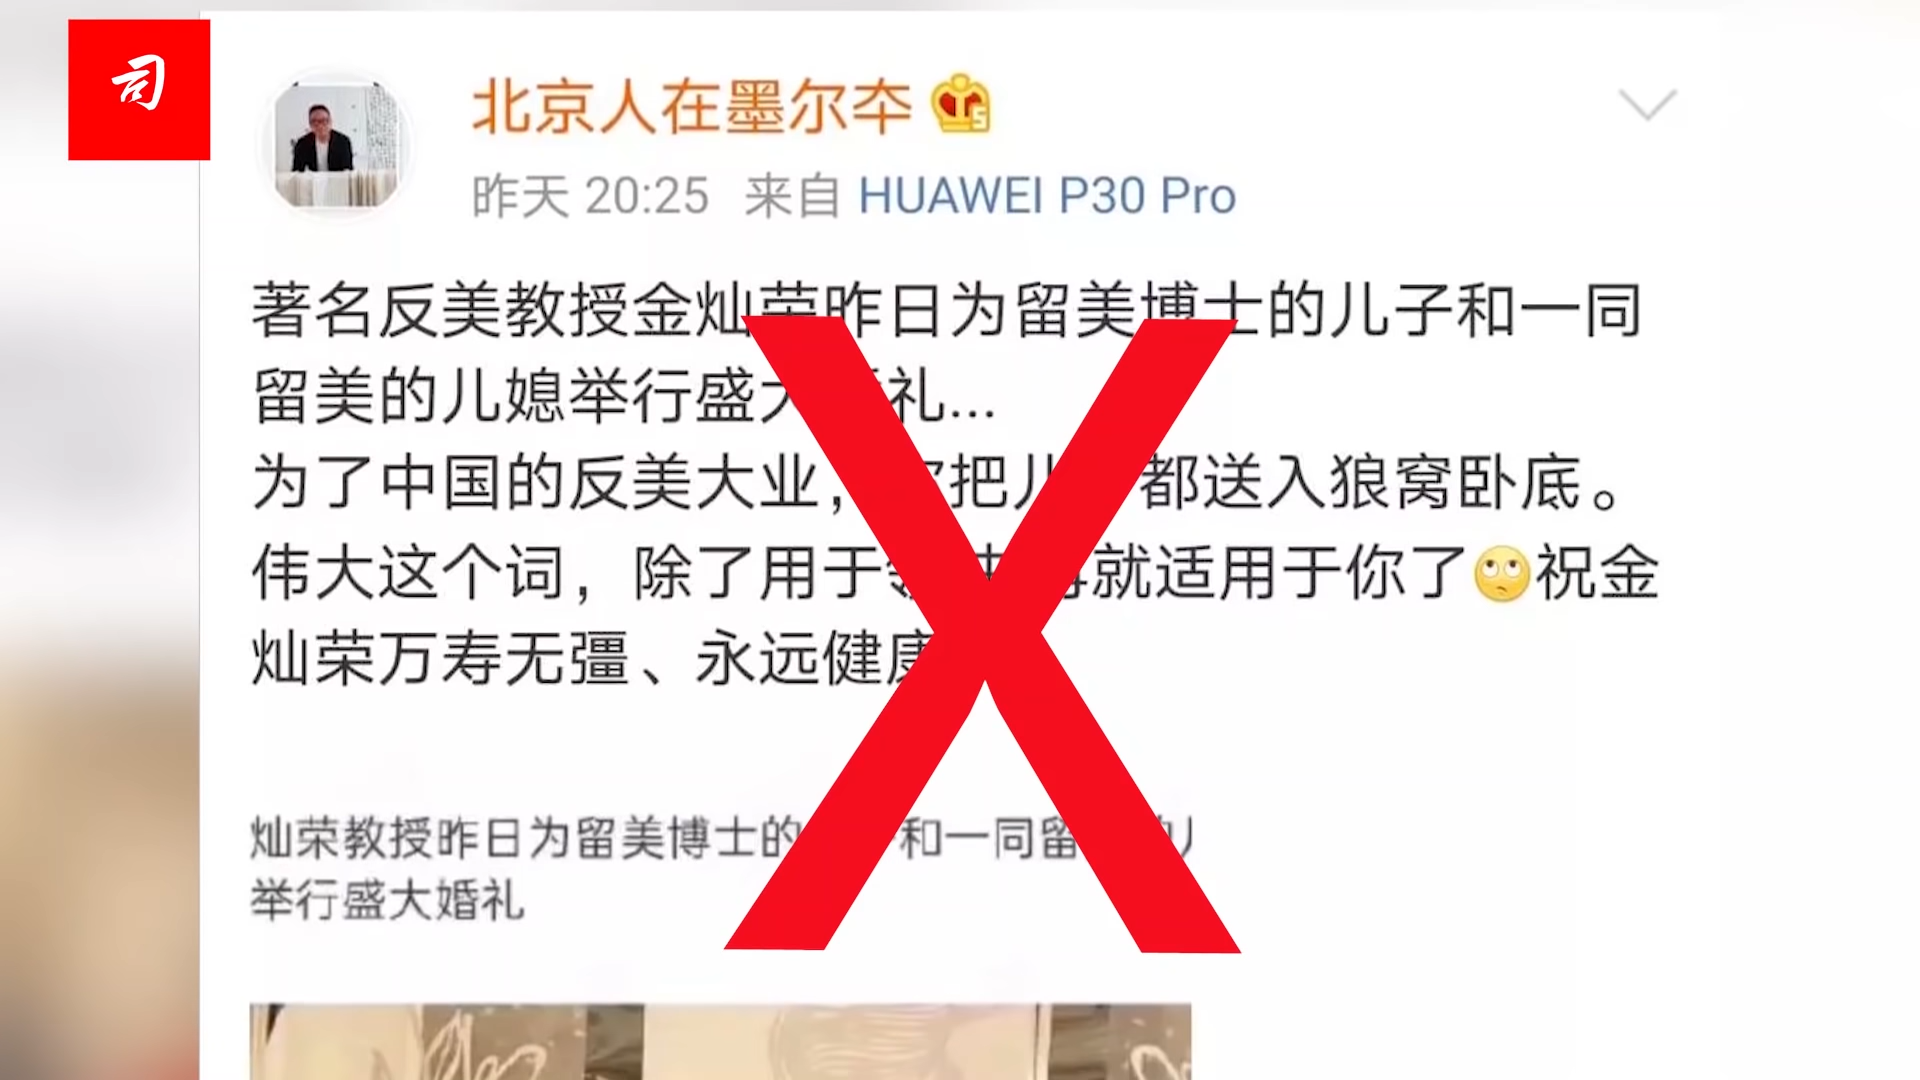 司
北京人在墨尔夲
昨天 20:25 来自 HUAWEI P30 Pro
著名反美教授金灿荣昨日为留美博士的儿子和一同
留美的儿媳举行盛大礼...
为了中国的反美大业，把儿都送入狼窝卧底。
伟大这个词，除了用于就适用于你了祝金
灿荣万寿无疆、永远健康
灿荣教授昨日为留美博士的和一同留
举行盛大婚礼